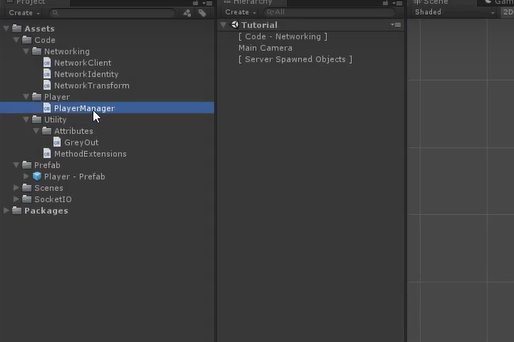 Project
Hierarchy
Scene
Create
Create
All
Shaded
2D
Assets
Code
Networking
NetworkClient
NetworkIdentity
NetworkTransform
Player
PlayerManager
Utility
Attributes
GreyOut
MethodExtensions
Prefab
Player - Prefab
Scenes
SocketIO
Packages
Tutorial
[ Code - Networking ]
Main Camera
[ Server Spawned Objects ]